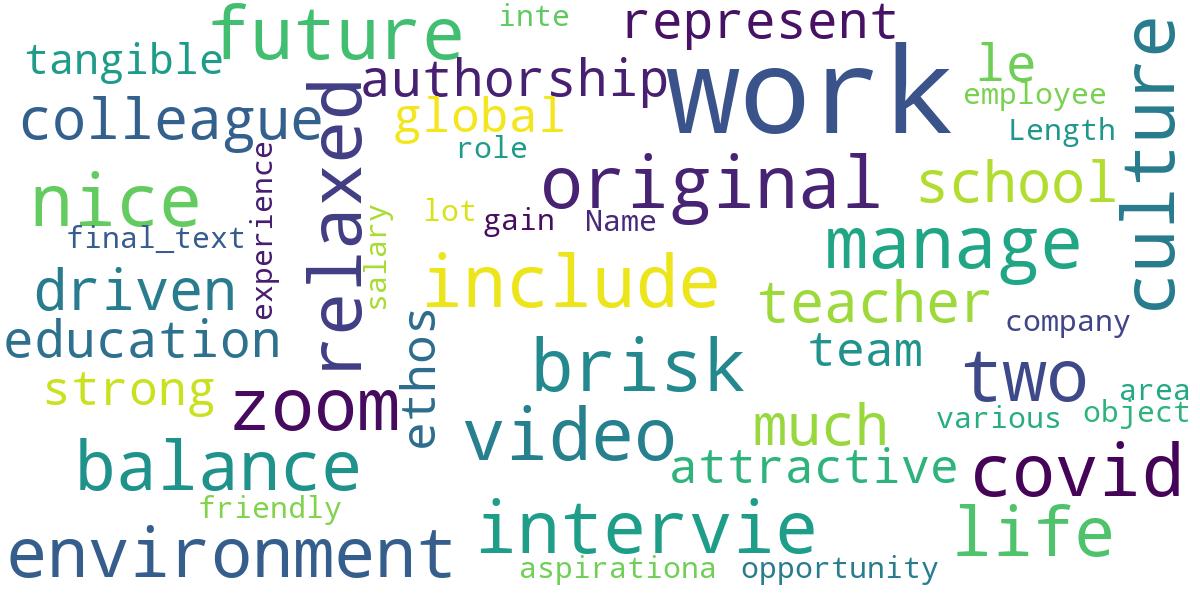 inte
future
represent
culture
tangible
le
authorship
work
relaxed
employee
colleague
global
Length
role
experience
original
school
nice
lot
gain
Name
salary
final_text
manage
include
driven
teacher
ethos
company
education
brisk
team
two
strong
area
zoom
object
various
video
much
balance
attractive
covid
friendly
intervie
life
environment
aspirationa
opportunity